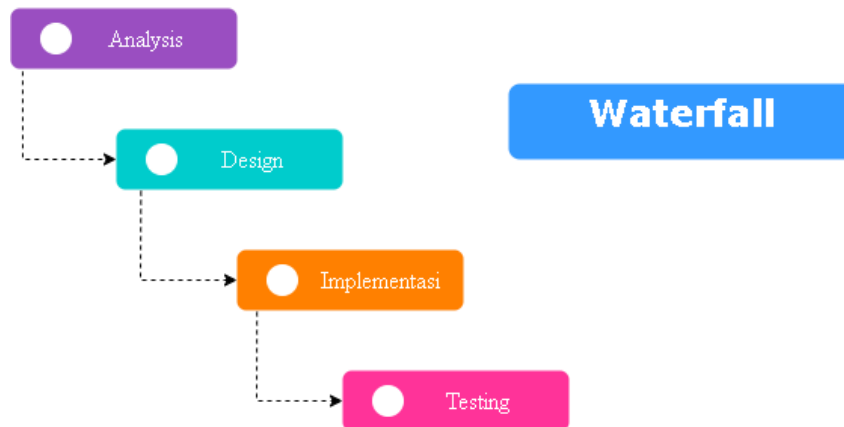 Analysis
Waterfall
Design
Implementasi
Testing